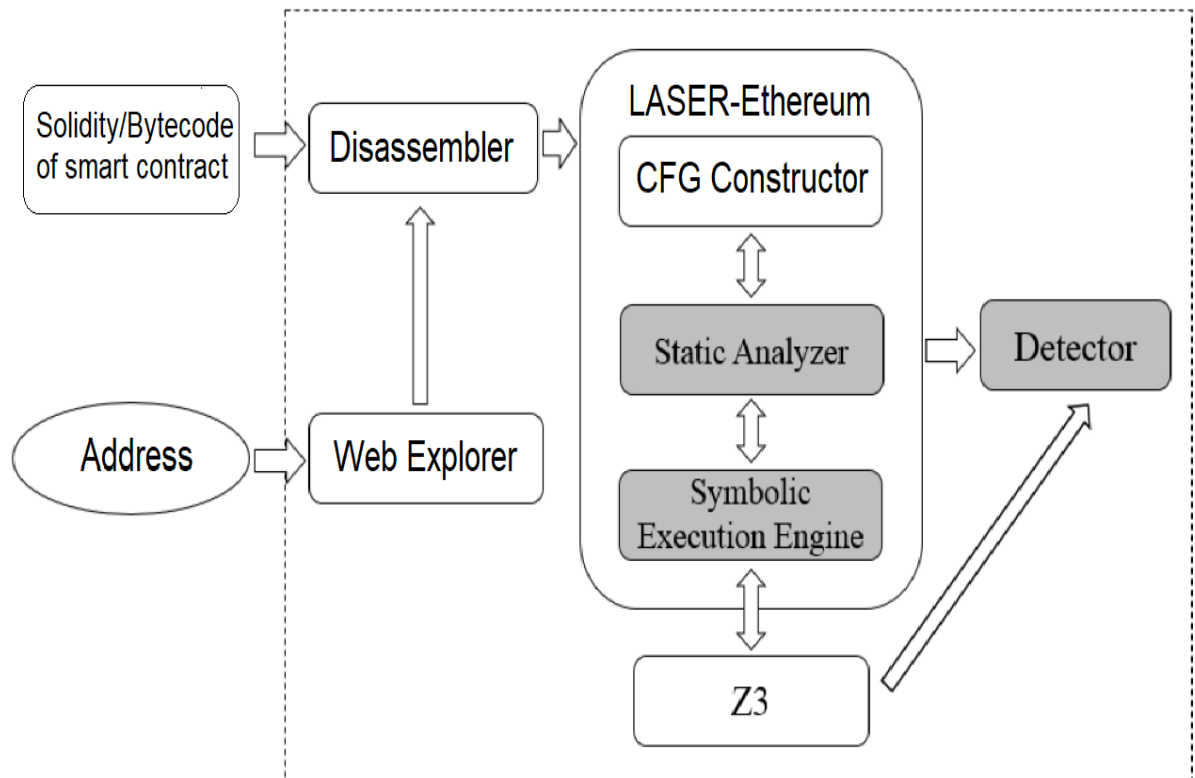 Solidity/Bytecode
of smart contract
Disassembler
LASER-Ethereum
CFG Constructor
Static Analyzer
Detector
Address
Web Explorer
Symbolic
Execution Engine
Z3